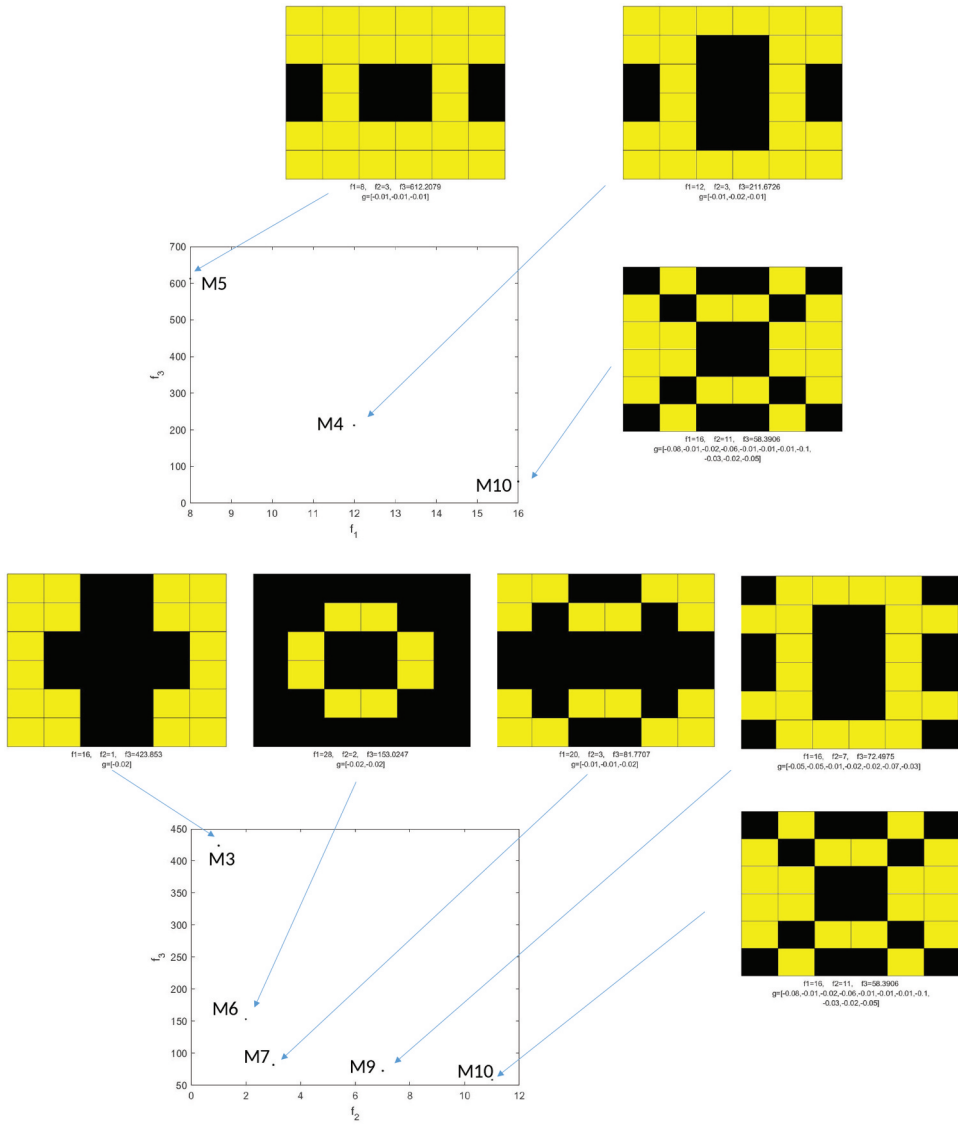 f1=8, f2=3, f3=612.2079
g=[-0.01,-0.01,-0.01]
f1=12, f2=3, f3=211.6726
g=[-0.01,-0.02,-0.01]
700
600
500
400
300
200
100
0
f3
M5
M4
M10
8 9 10 11 12 13 14 15 16
f1
f1=16, f2=11, f3=58.3906
g=[-0.08,-0.01,-0.02,-0.06,-0.01,-0.01,-0.01,-0.1,
-0.03,-0.02,-0.05]
f1=16, f2=1, f3=423.853
g=[-0.02]
f1=28, f2=2, f3=153.0247
g=[-0.02,-0.02]
f1=20, f2=3, f3=81.7707
g=[-0.01,-0.01,-0.02]
f1=16, f2=7, f3=72.4975
g=[-0.05,-0.05,-0.01,-0.02,-0.02,-0.07,-0.03]
450
400
350
300
250
200
150
100
50
f3
M3
M6
M7
M9
M10
0 2 4 6 8 10 12
f2
f1=16, f2=11, f3=58.3906
g=[-0.08,-0.01,-0.02,-0.06,-0.01,-0.01,-0.01,-0.1,
-0.03,-0.02,-0.05]